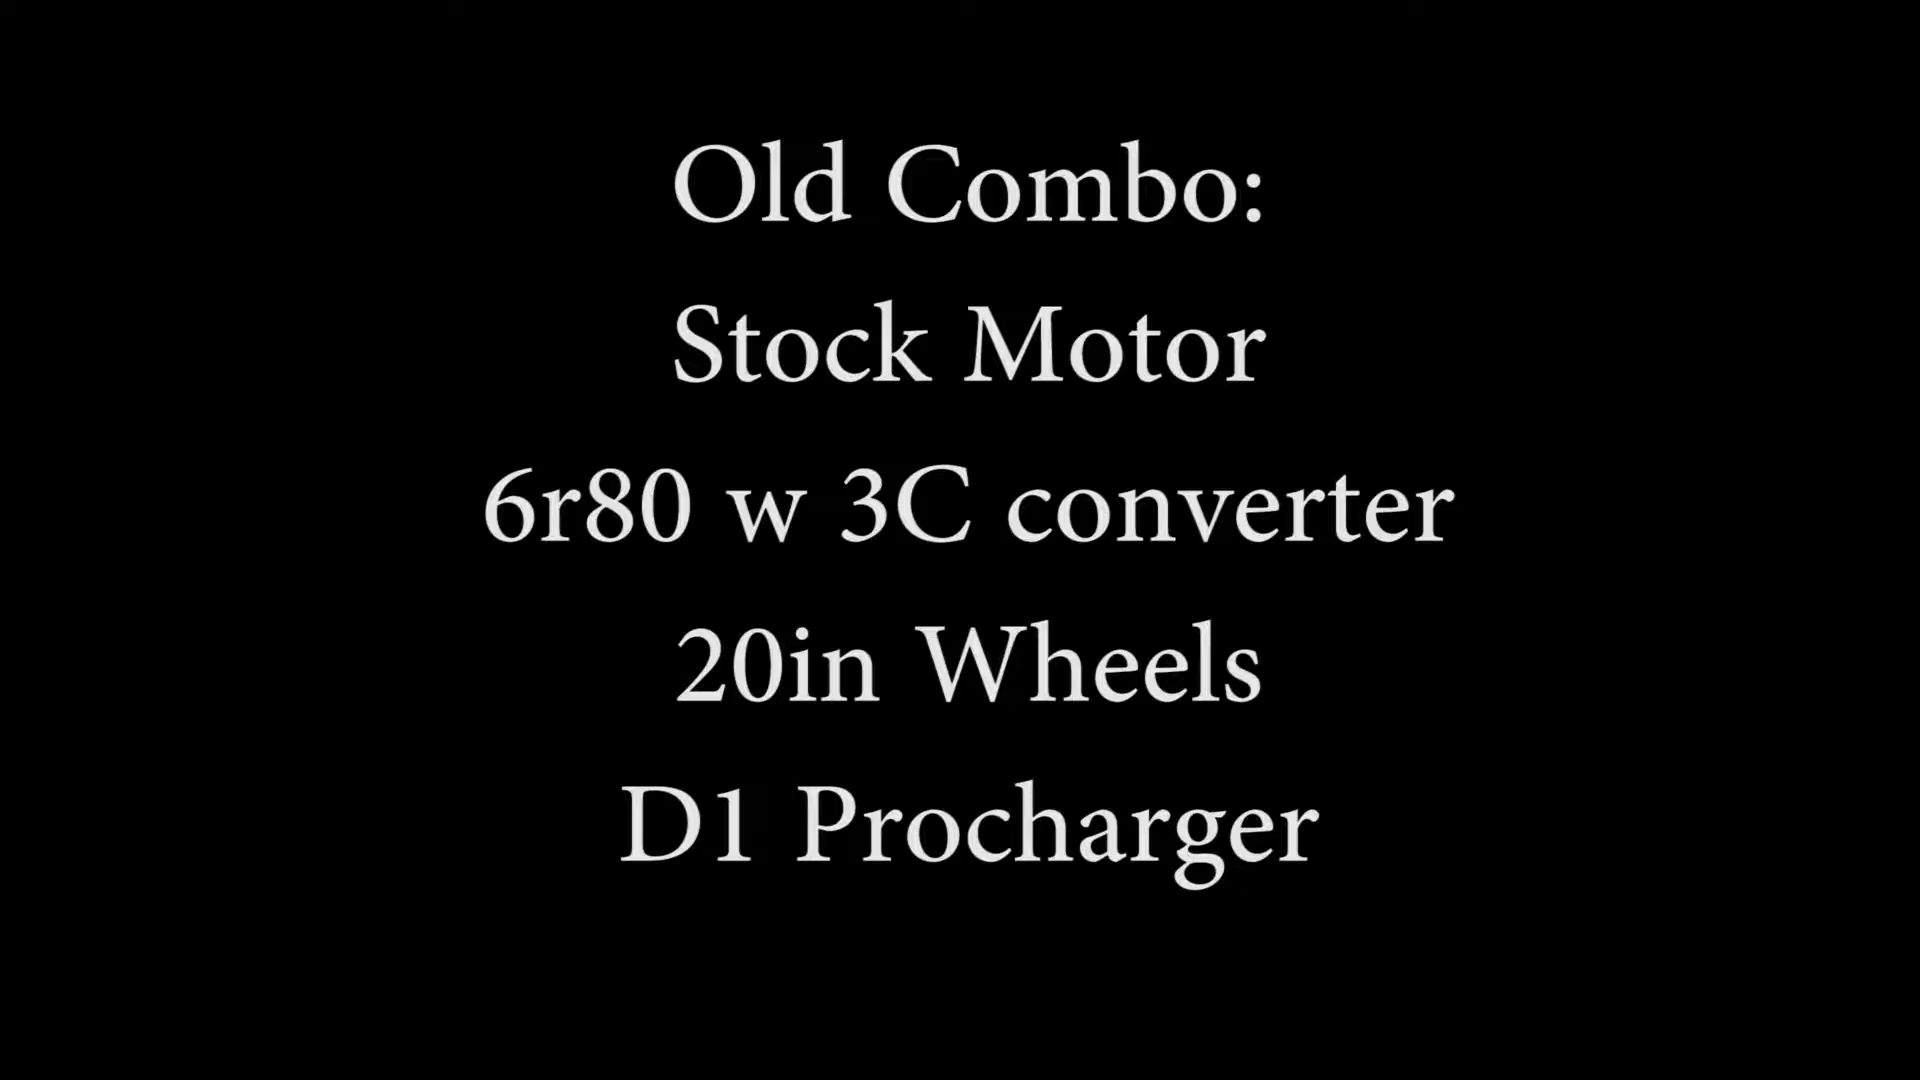 Old Combo:
Stock Motor
6r80 w 3C converter
20in Wheels
D1 Procharger